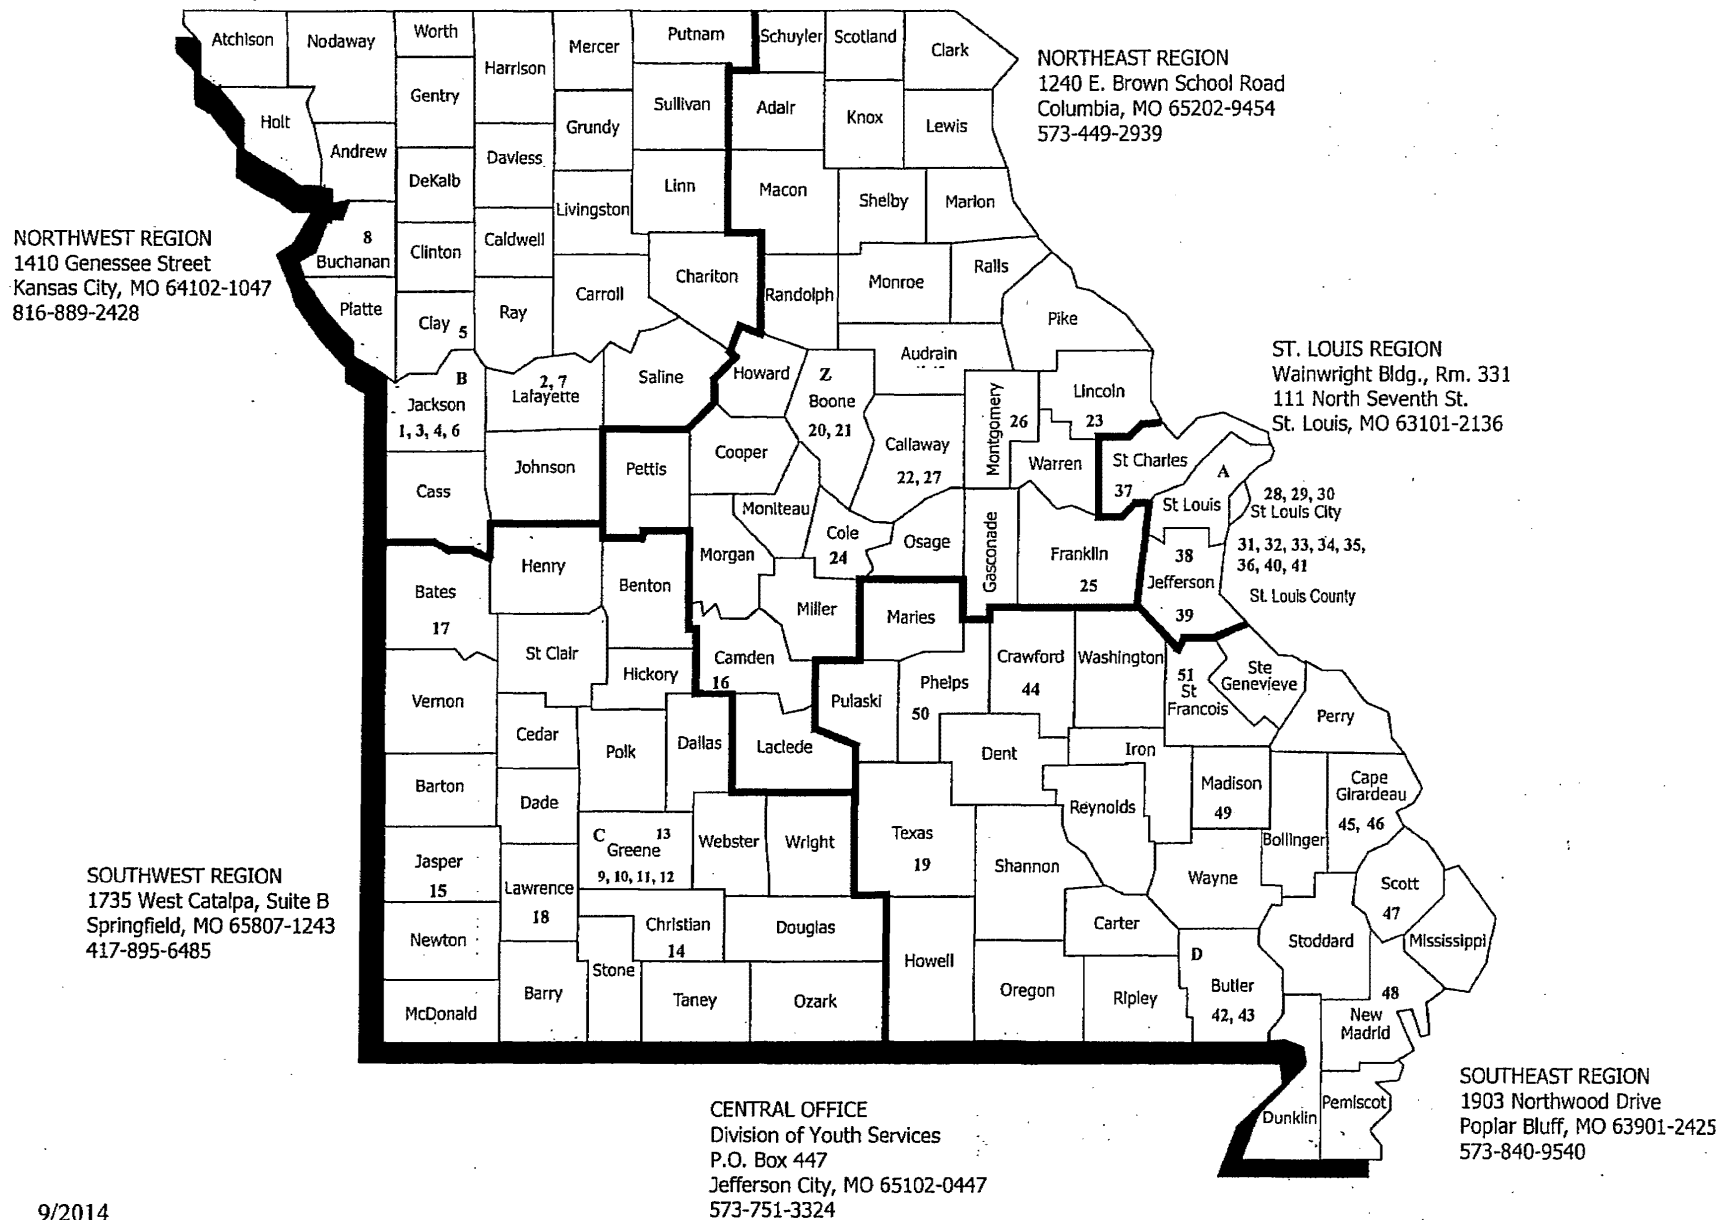 Atchison
Nodaway
Worth
Harrison
Mercer
Putnam
Schuyler
Scotland
Clark
Gentry
Sullivan
Adair
Knox
Lewis
Holt
Andrew
Grundy
DeKalb
Daviess
Linn
Macon
Shelby
Marion
Livingston
8
Buchanan
Clinton
Caldwell
Chariton
Randolph
Monroe
Ralls
Platte
Clay 5
Ray
Carroll
Pike
Audrain
B
Jackson
1, 3, 4, 6
2, 7
Lafayette
Saline
Howard
Z
Boone
20, 21
Callaway
22, 27
Montgomery
26
Lincoln
23
Warren
St Charles
37
A
St Louis
Cass
Johnson
Pettis
Cooper
Moniteau
Cole
24
Osage
Gasconade
Franklin
25
38
Jefferson
39
28, 29, 30
St Louis City
31, 32, 33, 34, 35,
36, 40, 41
St. Louis County
Bates
17
Henry
Benton
Morgan
Miller
Maries
St Clair
Hickory
Camden
16
Pulaski
Phelps
50
Crawford
44
Washington
51
St
Francois
Ste
Genevieve
Perry
Vernon
Cedar
Polk
Dallas
Laclede
Dent
Iron
Madison
49
Cape
Girardeau
45, 46
Barton
Dade
Reynolds
Bollinger
C
13
Greene
9, 10, 11, 12
Webster
Wright
Texas
19
Shannon
Wayne
Jasper
15
Lawrence
18
Scott
47
Christian
14
Douglas
Carter
Stoddard
Mississippi
Newton
Stone
Howell
D
Butler
42, 43
McDonald
Barry
Taney
Ozark
Oregon
Ripley
48
New
Madrid
Dunklin
Pemiscot
NORTHEAST REGION
1240 E. Brown School Road
Columbia, MO 65202-9454
573-449-2939
NORTHWEST REGION
1410 Genessee Street
Kansas City, MO 64102-1047
816-889-2428
ST. LOUIS REGION
Wainwright Bldg., Rm. 331
111 North Seventh St.
St. Louis, MO 63101-2136
SOUTHWEST REGION
1735 West Catalpa, Suite B
Springfield, MO 65807-1243
417-895-6485
SOUTHEAST REGION
1903 Northwood Drive
Poplar Bluff, MO 63901-2425
573-840-9540
CENTRAL OFFICE
Division of Youth Services
P.O. Box 447
Jefferson City, MO 65102-0447
573-751-3324
9/2014